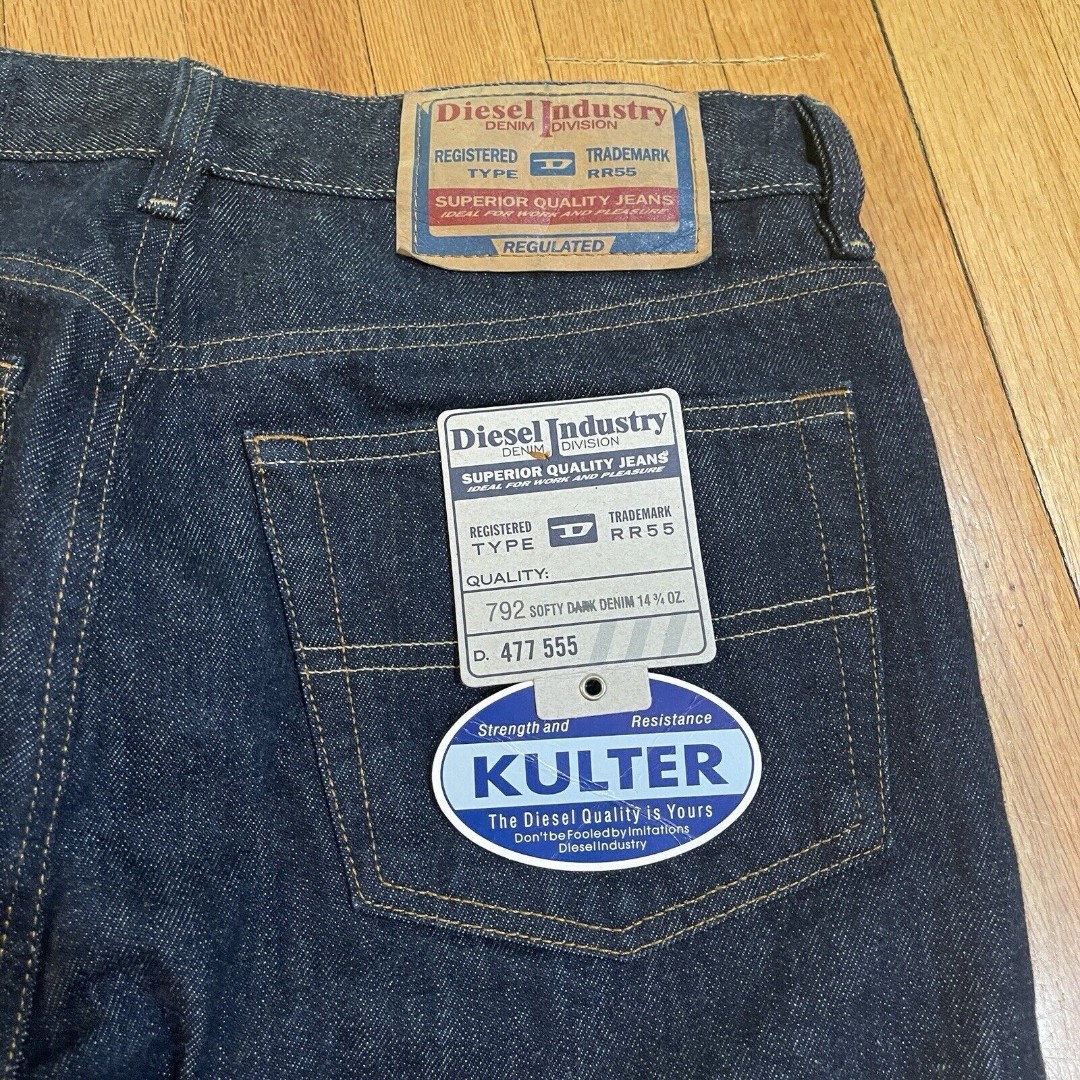 Diesel Industry
DENIM DIVISION
REGISTERED TRADEMARK
TYPE D RR55
SUPERIOR QUALITY JEANS
IDEAL FOR WORK AND PLEASURE
REGULATED
Diesel Industry
DENIM DIVISION
SUPERIOR QUALITY JEANS
IDEAL FOR WORK AND PLEASURE
REGISTERED TRADEMARK
TYPE D RR55
QUALITY:
792 SOFTY DARK DENIM 14 ¾ OZ.
D. 477 555
Strength and Resistance
KULTER
The Diesel Quality is Yours
Don't be Fooled by Imitations
Diesel Industry